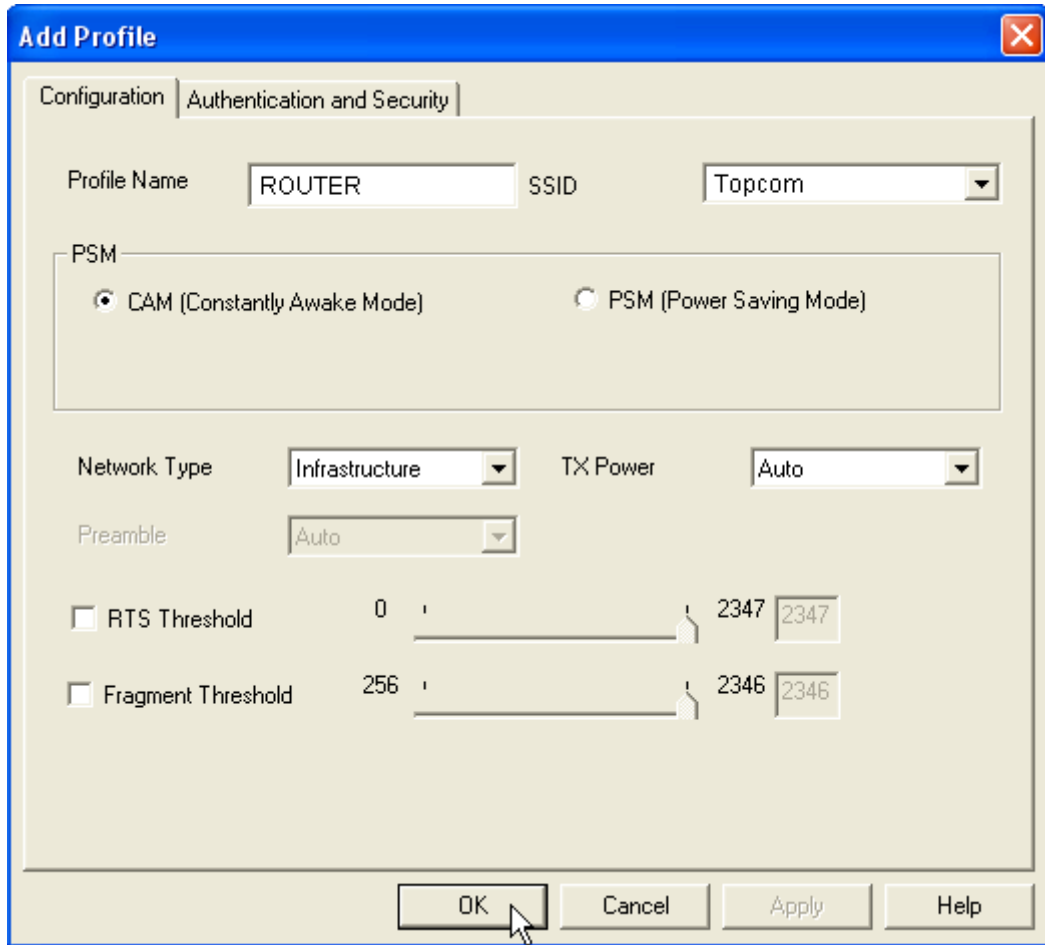 Add Profile
Configuration
Authentication and Security
Profile Name
ROUTER
SSID
Topcom
PSM
CAM (Constantly Awake Mode)
PSM (Power Saving Mode)
Network Type
Infrastructure
TX Power
Auto
Preamble
Auto
RTS Threshold
0
2347
2347
Fragment Threshold
256
2346
2346
OK
Cancel
Apply
Help